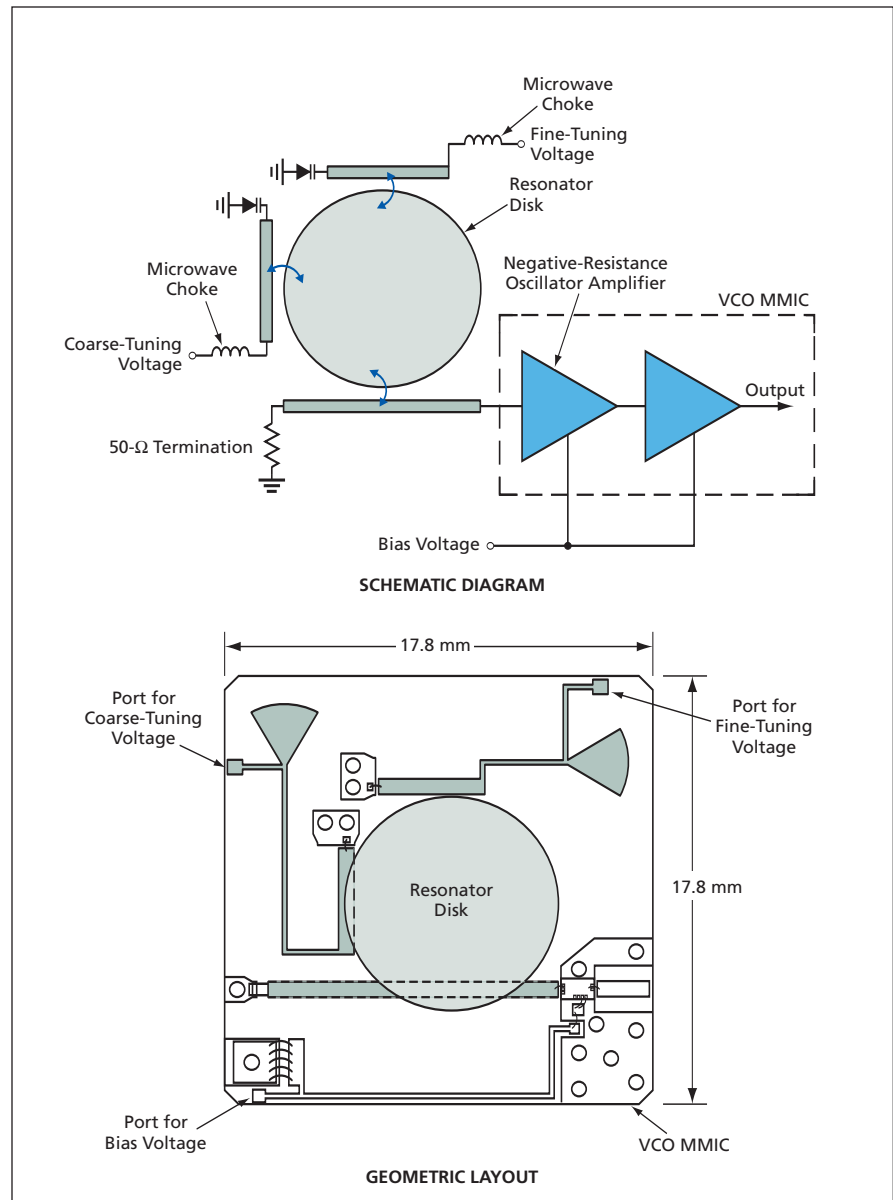 Microwave
Choke
Fine-Tuning
Voltage
Resonator
Disk
Microwave
Choke
Negative-Resistance
Oscillator Amplifier
VCO MMIC
Coarse-Tuning
Voltage
Output
50-Ω Termination
Bias Voltage
SCHEMATIC DIAGRAM
17.8 mm
Port for
Coarse-Tuning
Voltage
Port for
Fine-Tuning
Voltage
Resonator
Disk
17.8 mm
Port for
Bias Voltage
VCO MMIC
GEOMETRIC LAYOUT